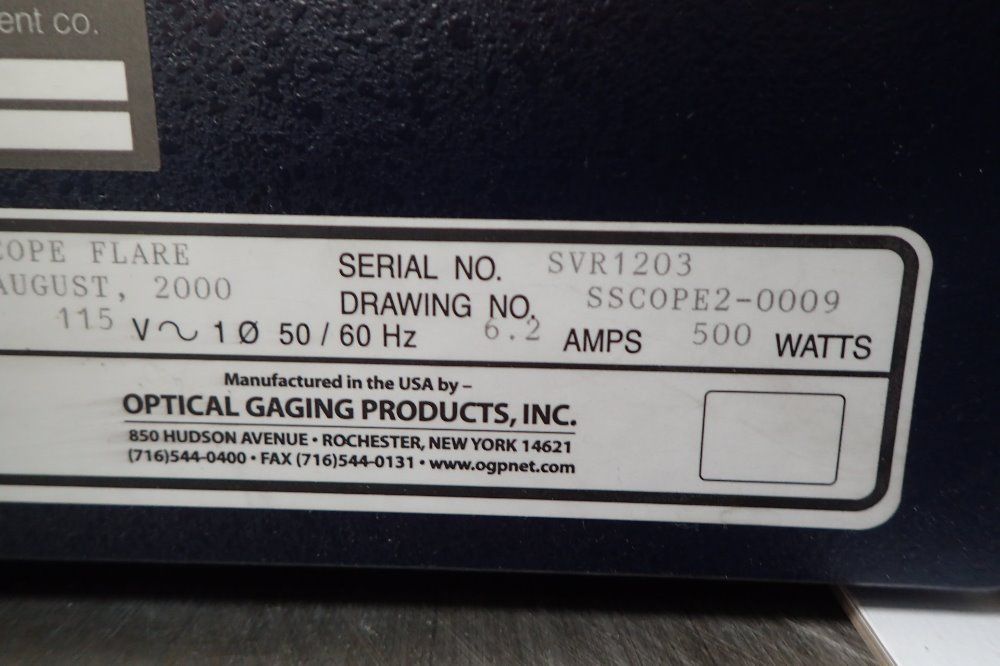 ent co.
COPE FLARE
SERIAL NO. SVR1203
AUGUST, 2000
DRAWING NO. SSCOPE2-0009
115 V ~ 1 Ø 50 / 60 Hz 6.2 AMPS 500 WATTS
Manufactured in the USA by –
OPTICAL GAGING PRODUCTS, INC.
850 HUDSON AVENUE • ROCHESTER, NEW YORK 14621
(716)544-0400 • FAX (716)544-0131 • www.ogpnet.com